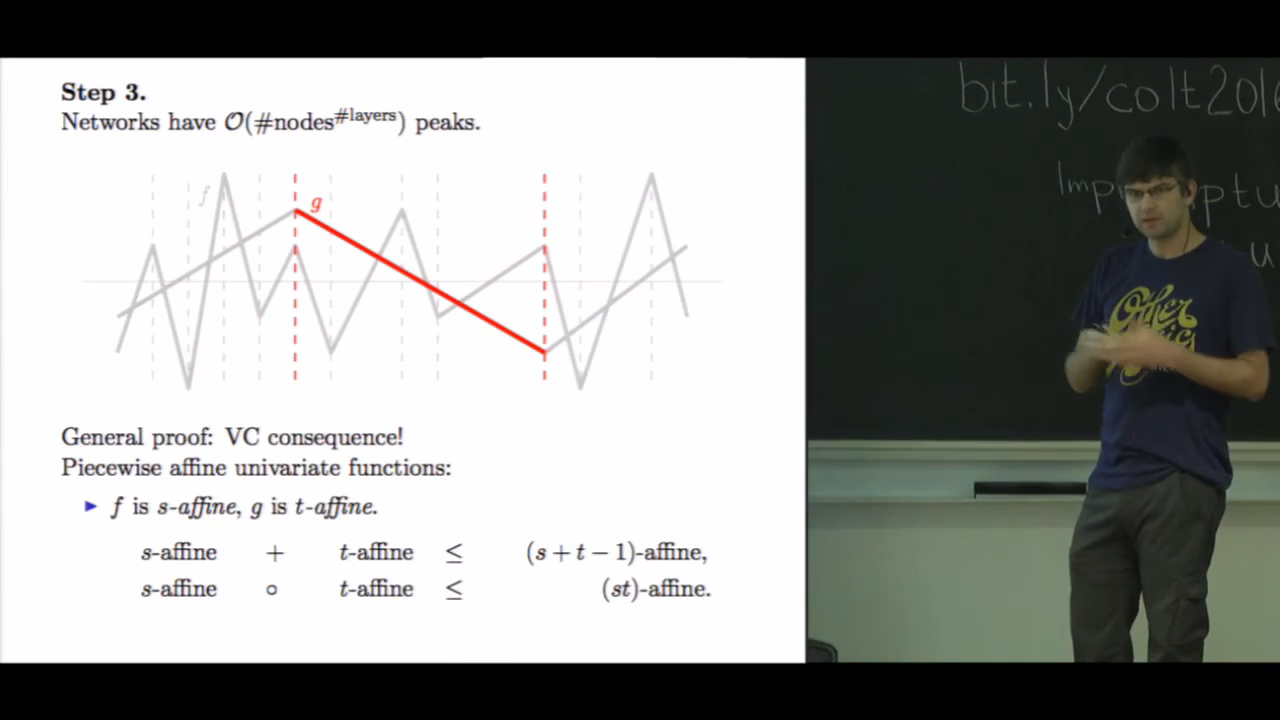 Step 3.
Networks have O(#nodes^#layers) peaks.
f
g
General proof: VC consequence!
Piecewise affine univariate functions:
► f is s-affine, g is t-affine.
s-affine + t-affine ≤ (s + t − 1)-affine,
s-affine ∘ t-affine ≤ (st)-affine.
bit.ly/colt2016
Other